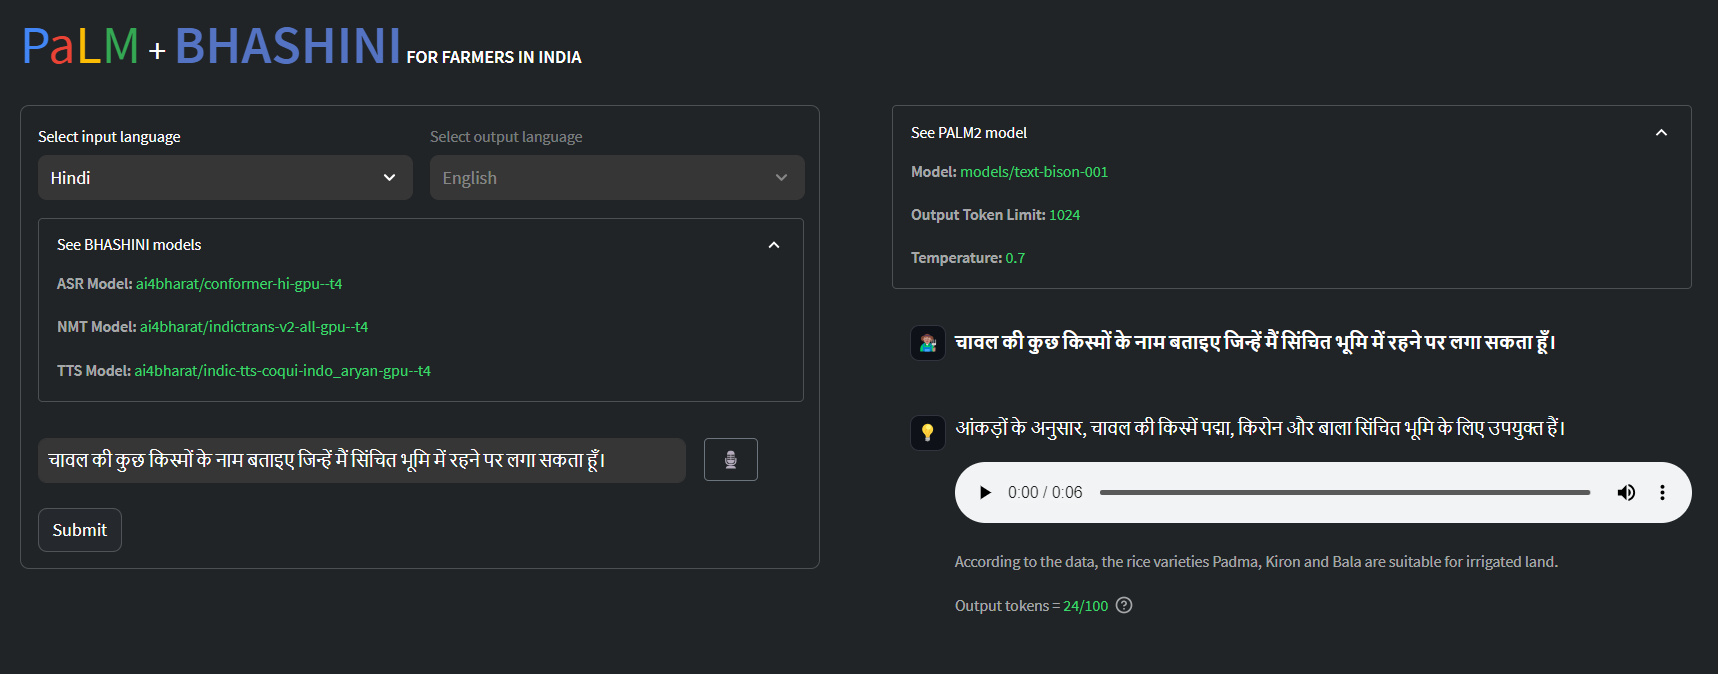 PaLM + BHASHINI FOR FARMERS IN INDIA
Select input language
Hindi
Select output language
English
See BHASHINI models
ASR Model: ai4bharat/conformer-hi-gpu--t4
NMT Model: ai4bharat/indictrans-v2-all-gpu--t4
TTS Model: ai4bharat/indic-tts-coqui-indo_aryan-gpu--t4
चावल की कुछ किस्मों के नाम बताइए जिन्हें मैं सिंचित भूमि में रहने पर लगा सकता हूँ।
Submit
See PALM2 model
Model: models/text-bison-001
Output Token Limit: 1024
Temperature: 0.7
चावल की कुछ किस्मों के नाम बताइए जिन्हें मैं सिंचित भूमि में रहने पर लगा सकता हूँ।
आंकड़ों के अनुसार, चावल की किस्में पद्मा, किरोन और बाला सिंचित भूमि के लिए उपयुक्त हैं।
0:00 / 0:06
According to the data, the rice varieties Padma, Kiron and Bala are suitable for irrigated land.
Output tokens = 24/100